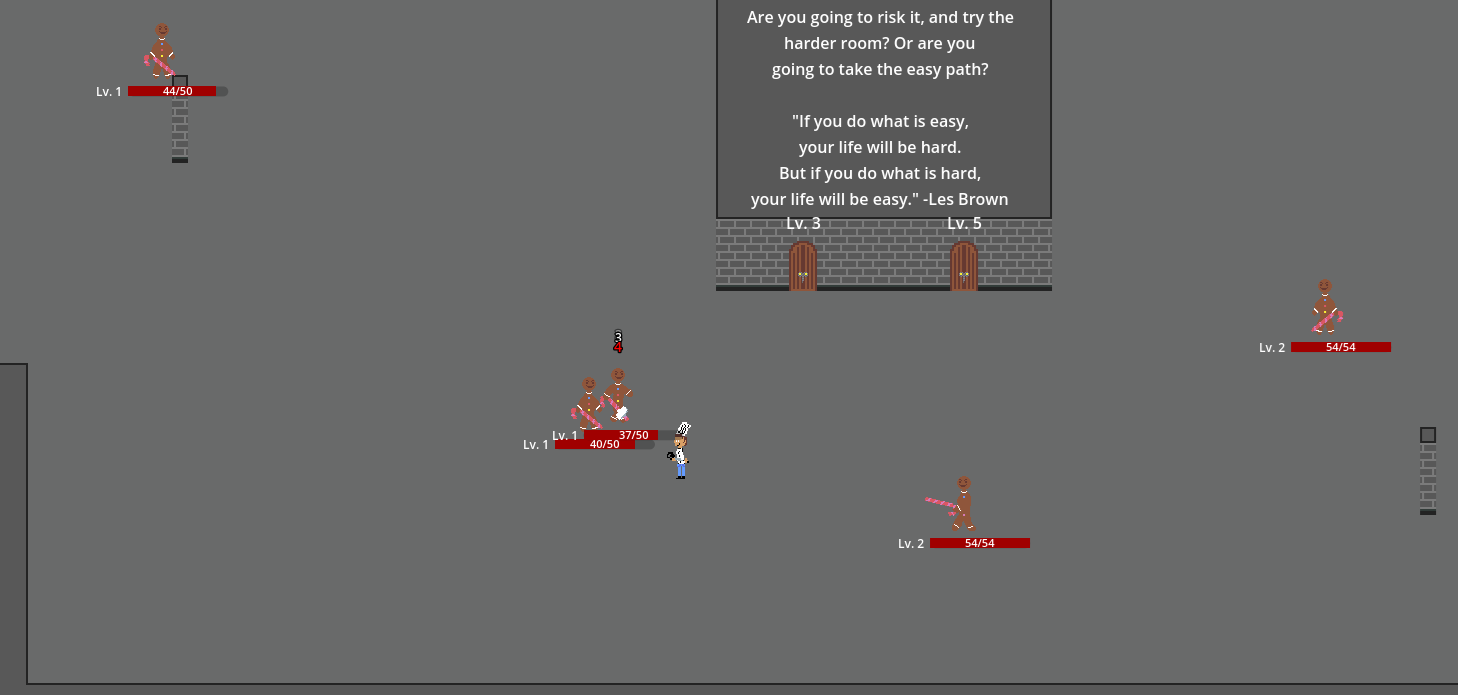 Are you going to risk it, and try the
harder room? Or are you
going to take the easy path?
"If you do what is easy,
your life will be hard.
But if you do what is hard,
your life will be easy." -Les Brown
Lv. 3
Lv. 5
Lv. 1
44/50
3
4
Lv. 1
37/50
Lv. 1
40/50
Lv. 2
54/54
Lv. 2
54/54